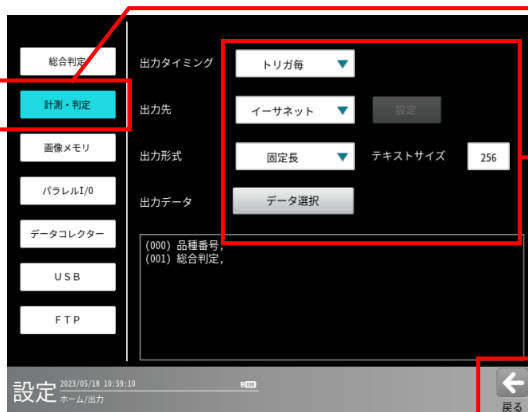 総合判定
計測・判定
画像メモリ
パラレルI/O
データコレクター
USB
FTP
出力タイミング トリガ毎
出力先 イーサネット 設定
出力形式 固定長 テキストサイズ 256
出力データ データ選択
(000) 品種番号,
(001) 総合判定,
設定 2023/05/18 10:59:10
ホーム/出力
戻る